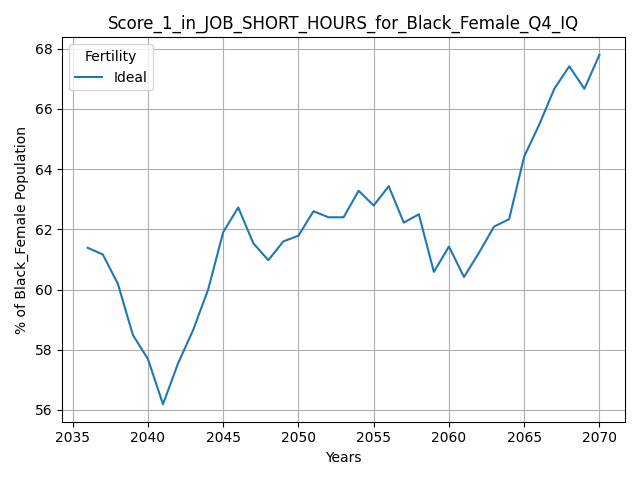 Score_1_in_JOB_SHORT_HOURS_for_Black_Female_Q4_IQ
Fertility
Ideal
% of Black_Female Population
68
66
64
62
60
58
56
2035 2040 2045 2050 2055 2060 2065 2070
Years